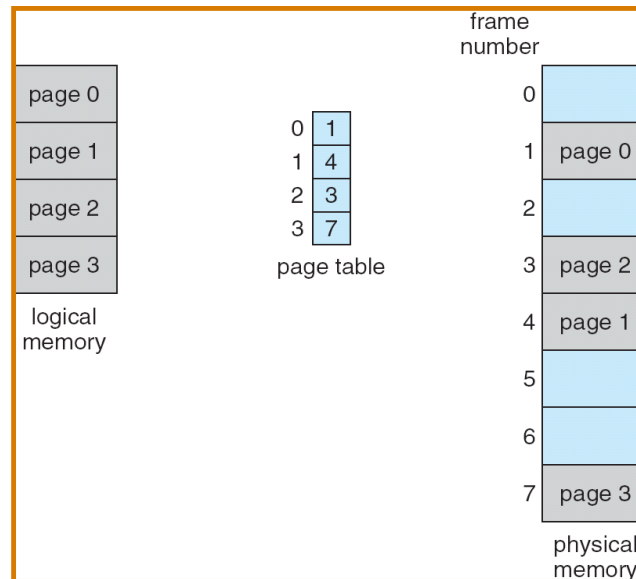 frame
number
page 0
page 1
page 2
page 3
logical
memory
0 1
1 4
2 3
3 7
page table
0
1 page 0
2
3 page 2
4 page 1
5
6
7 page 3
physical
memory